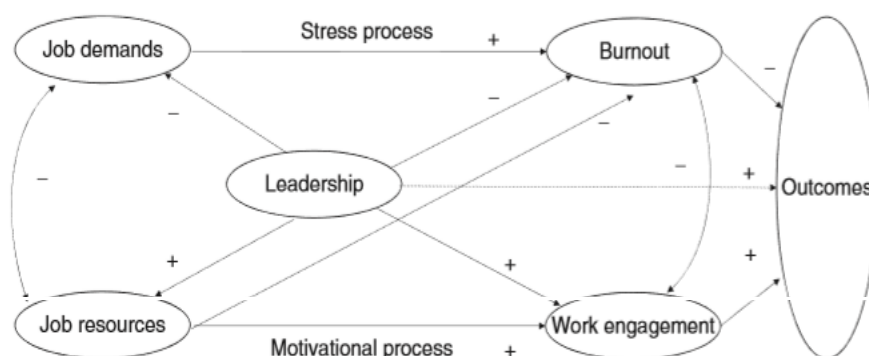 Stress process
+
Job demands
Burnout
–
–
–
–
–
–
Leadership
+
Outcomes
+
+
+
Job resources
Work engagement
Motivational process
+